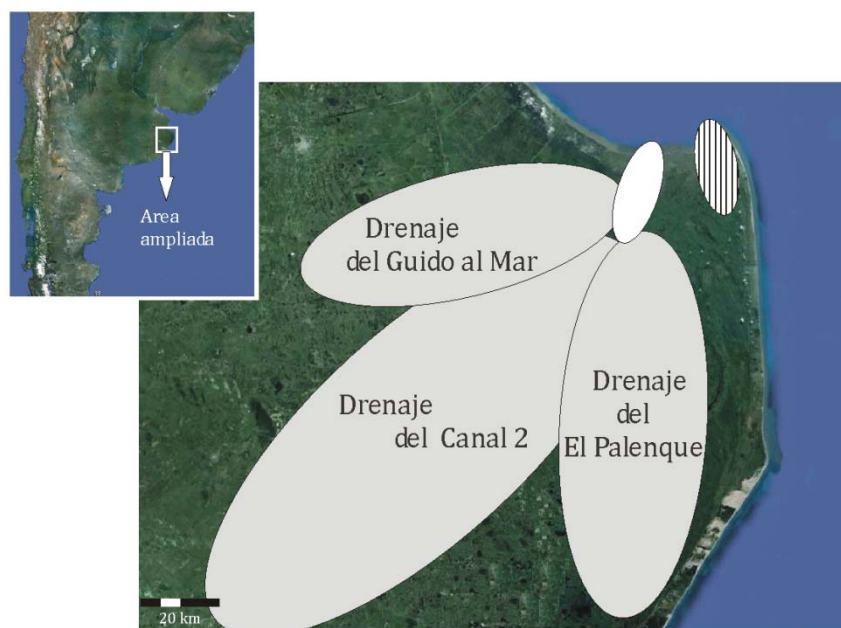 Area
ampliada
Drenaje
del Guido al Mar
Drenaje
del Canal 2
Drenaje
del
El Palenque
20 km